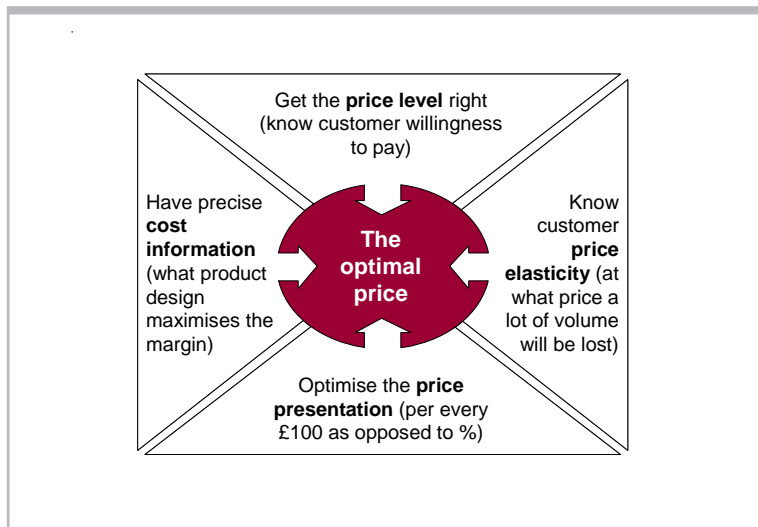 Get the price level right
(know customer willingness
to pay)
Have precise
cost
information
(what product
design
maximises the
margin)
The
optimal
price
Know
customer
price
elasticity (at
what price a
lot of volume
will be lost)
Optimise the price
presentation (per every
£100 as opposed to %)